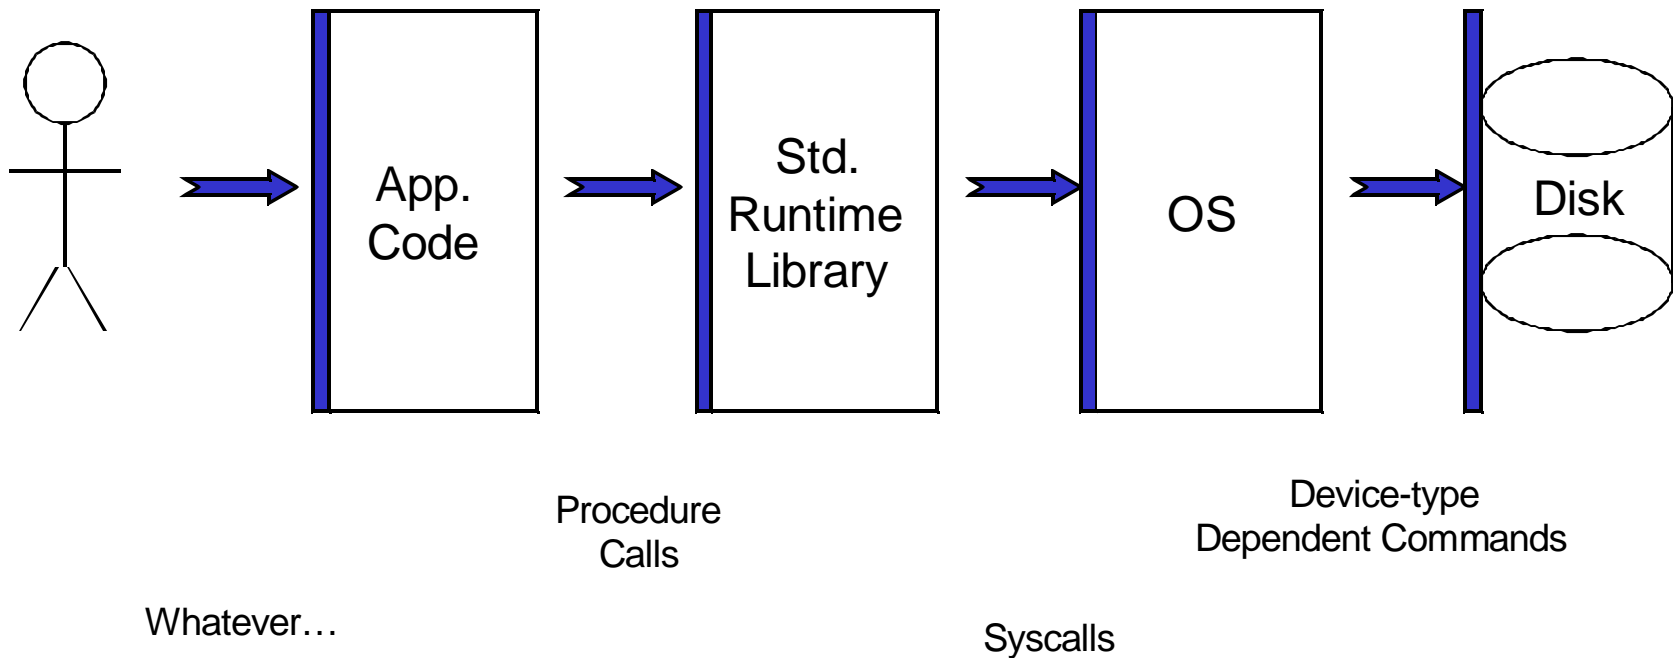 App.
Code
Std.
Runtime
Library
OS
Disk
Procedure
Calls
Device-type
Dependent Commands
Whatever…
Syscalls